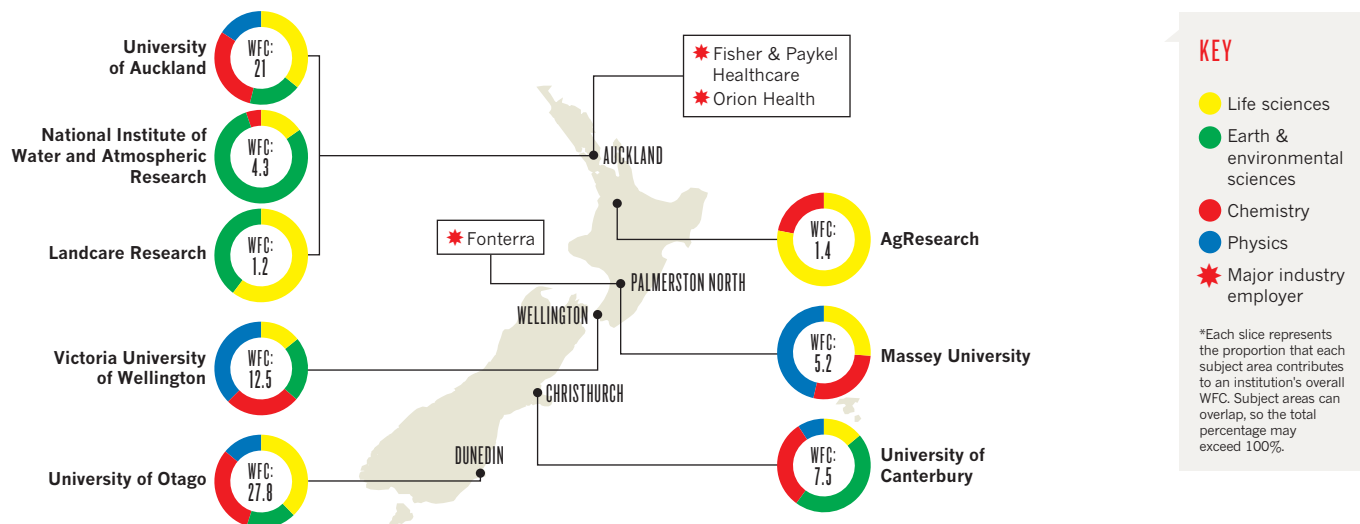 University
of Auckland
WFC:
21
National Institute of
Water and Atmospheric
Research
WFC:
4.3
Landcare Research
WFC:
1.2
Victoria University
of Wellington
WFC:
12.5
University of Otago
WFC:
27.8
Fisher & Paykel
Healthcare
Orion Health
AUCKLAND
Fonterra
PALMERSTON NORTH
WELLINGTON
CHRISTCHURCH
DUNEDIN
WFC:
1.4
AgResearch
WFC:
5.2
Massey University
WFC:
7.5
University of
Canterbury
KEY
Life sciences
Earth &
environmental
sciences
Chemistry
Physics
Major industry
employer
*Each slice represents
the proportion that each
subject area contributes
to an institution's overall
WFC. Subject areas can
overlap, so the total
percentage may
exceed 100%.